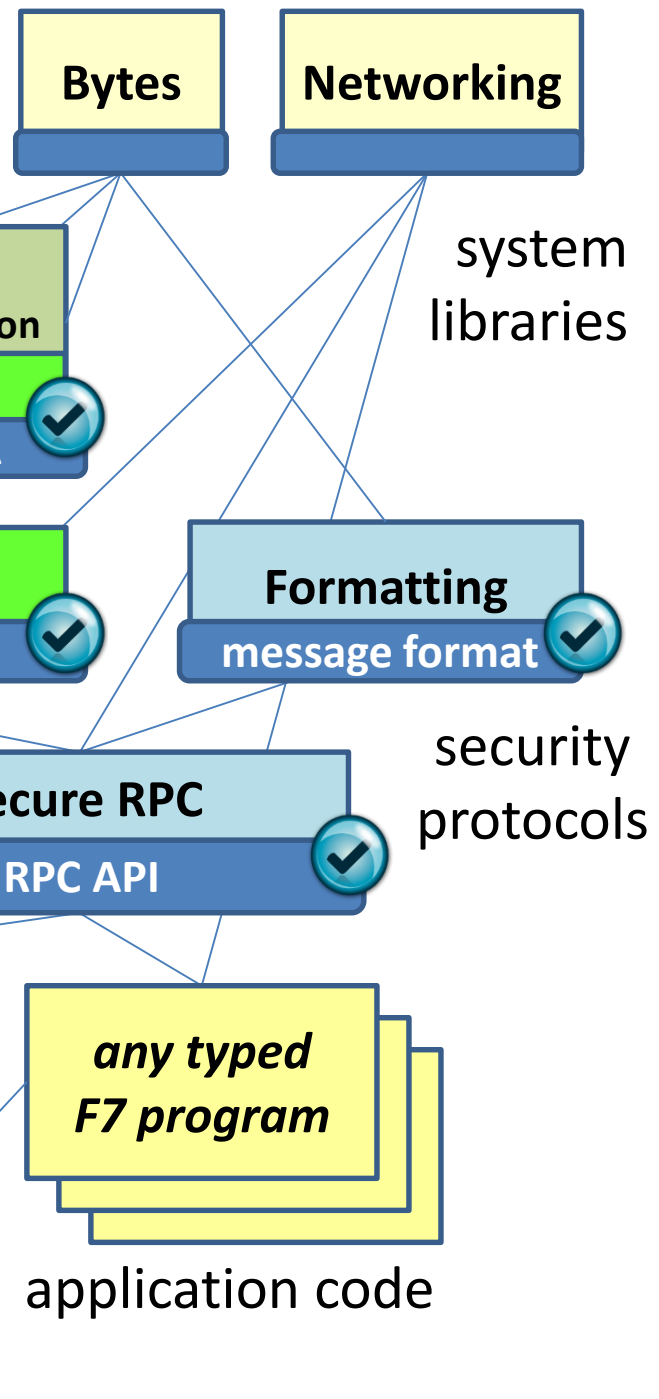 Bytes
Networking
system
libraries
on
Formatting
message format
security
protocols
ecure RPC
RPC API
any typed
F7 program
application code